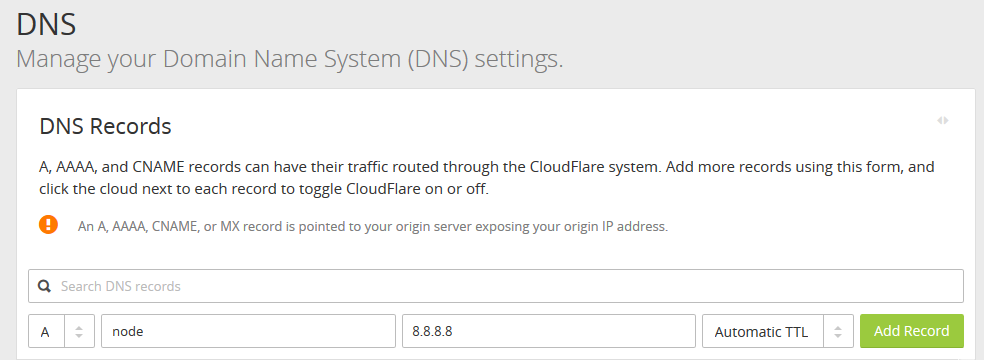 DNS
Manage your Domain Name System (DNS) settings.
DNS Records
A, AAAA, and CNAME records can have their traffic routed through the CloudFlare system. Add more records using this form, and
click the cloud next to each record to toggle CloudFlare on or off.
An A, AAAA, CNAME, or MX record is pointed to your origin server exposing your origin IP address.
Search DNS records
A node 8.8.8.8 Automatic TTL Add Record